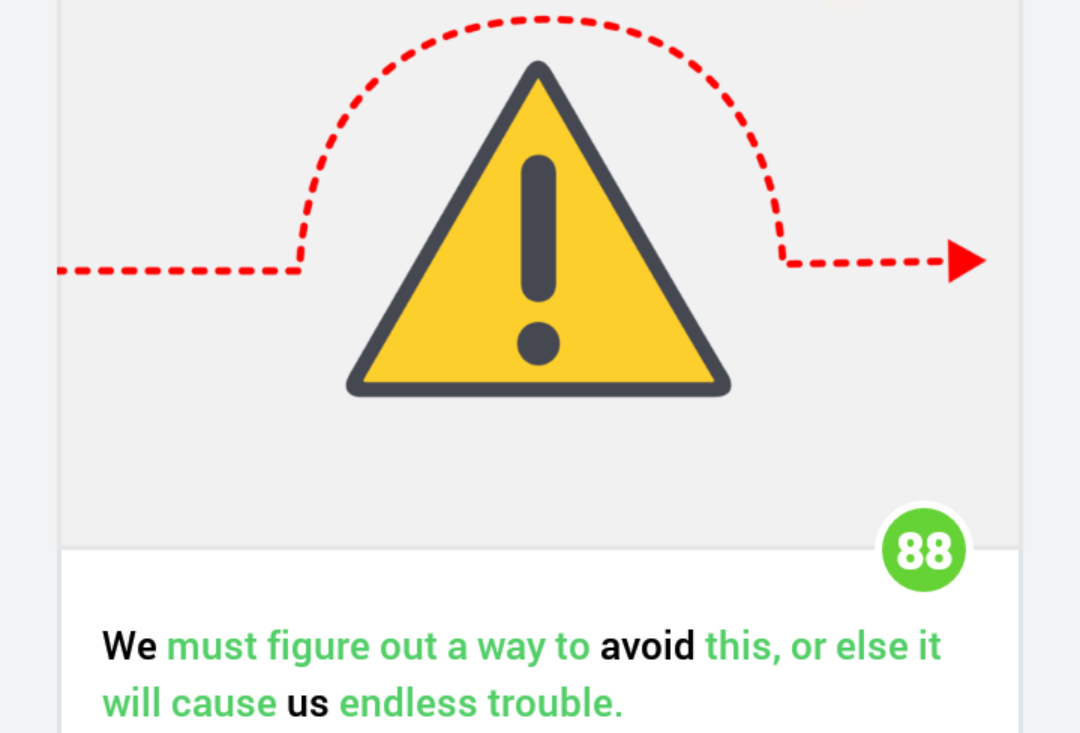 88
We must figure out a way to avoid this, or else it
will cause us endless trouble.